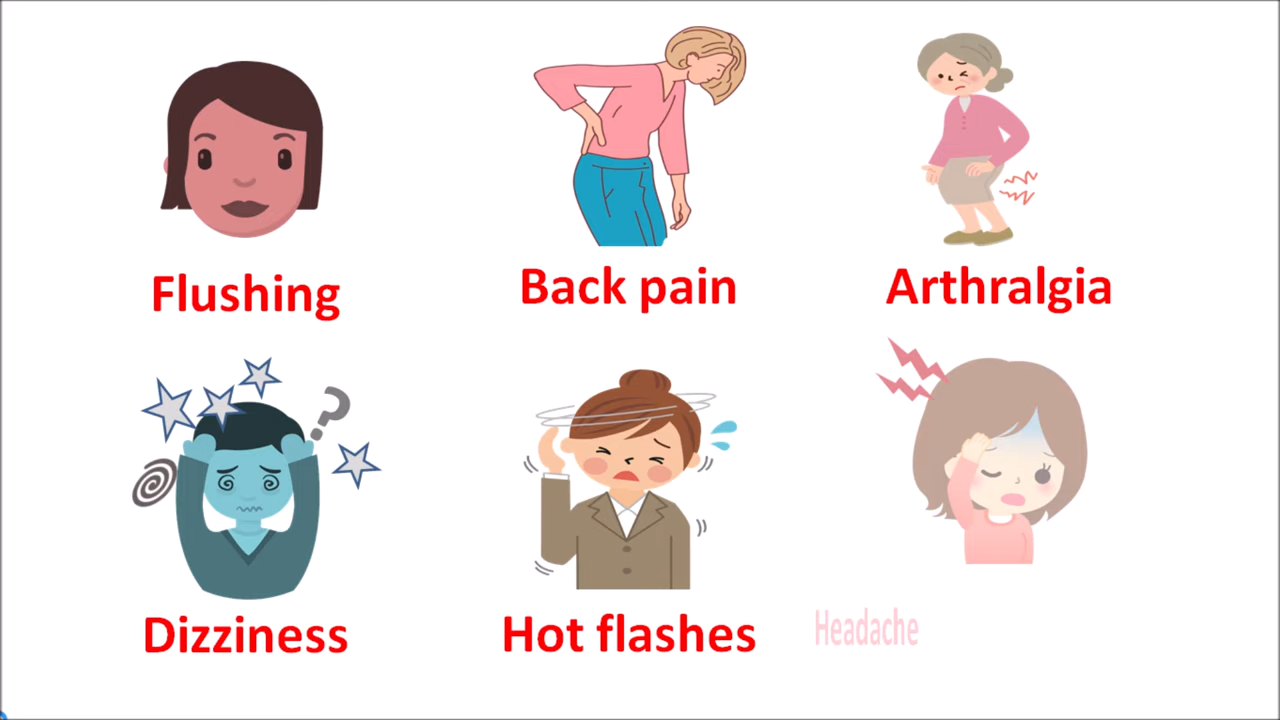 Flushing
Back pain
Arthralgia
?
Dizziness
Hot flashes
Headache